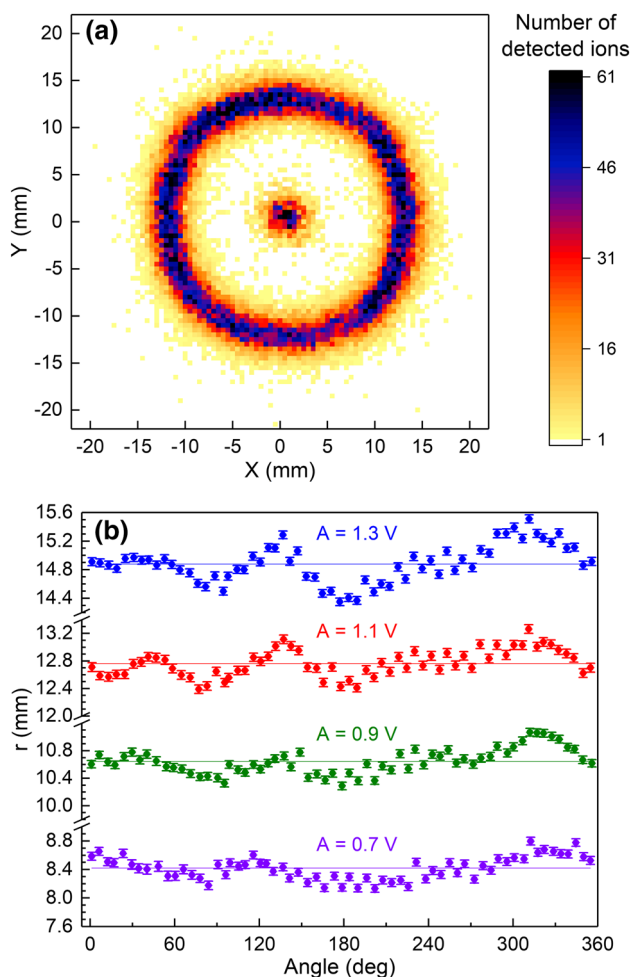 (a)
Number of
detected ions
20
15
10
5
0
-5
-10
-15
-20
Y (mm)
-20 -15 -10 -5 0 5 10 15 20
X (mm)
61
46
31
16
1
(b)
15.6
15.2
14.8
14.4
13.2
12.8
12.4
12.0
11.2
10.8
10.4
10.0
8.8
8.4
8.0
7.6
r (mm)
A = 1.3 V
A = 1.1 V
A = 0.9 V
A = 0.7 V
0 60 120 180 240 300 360
Angle (deg)